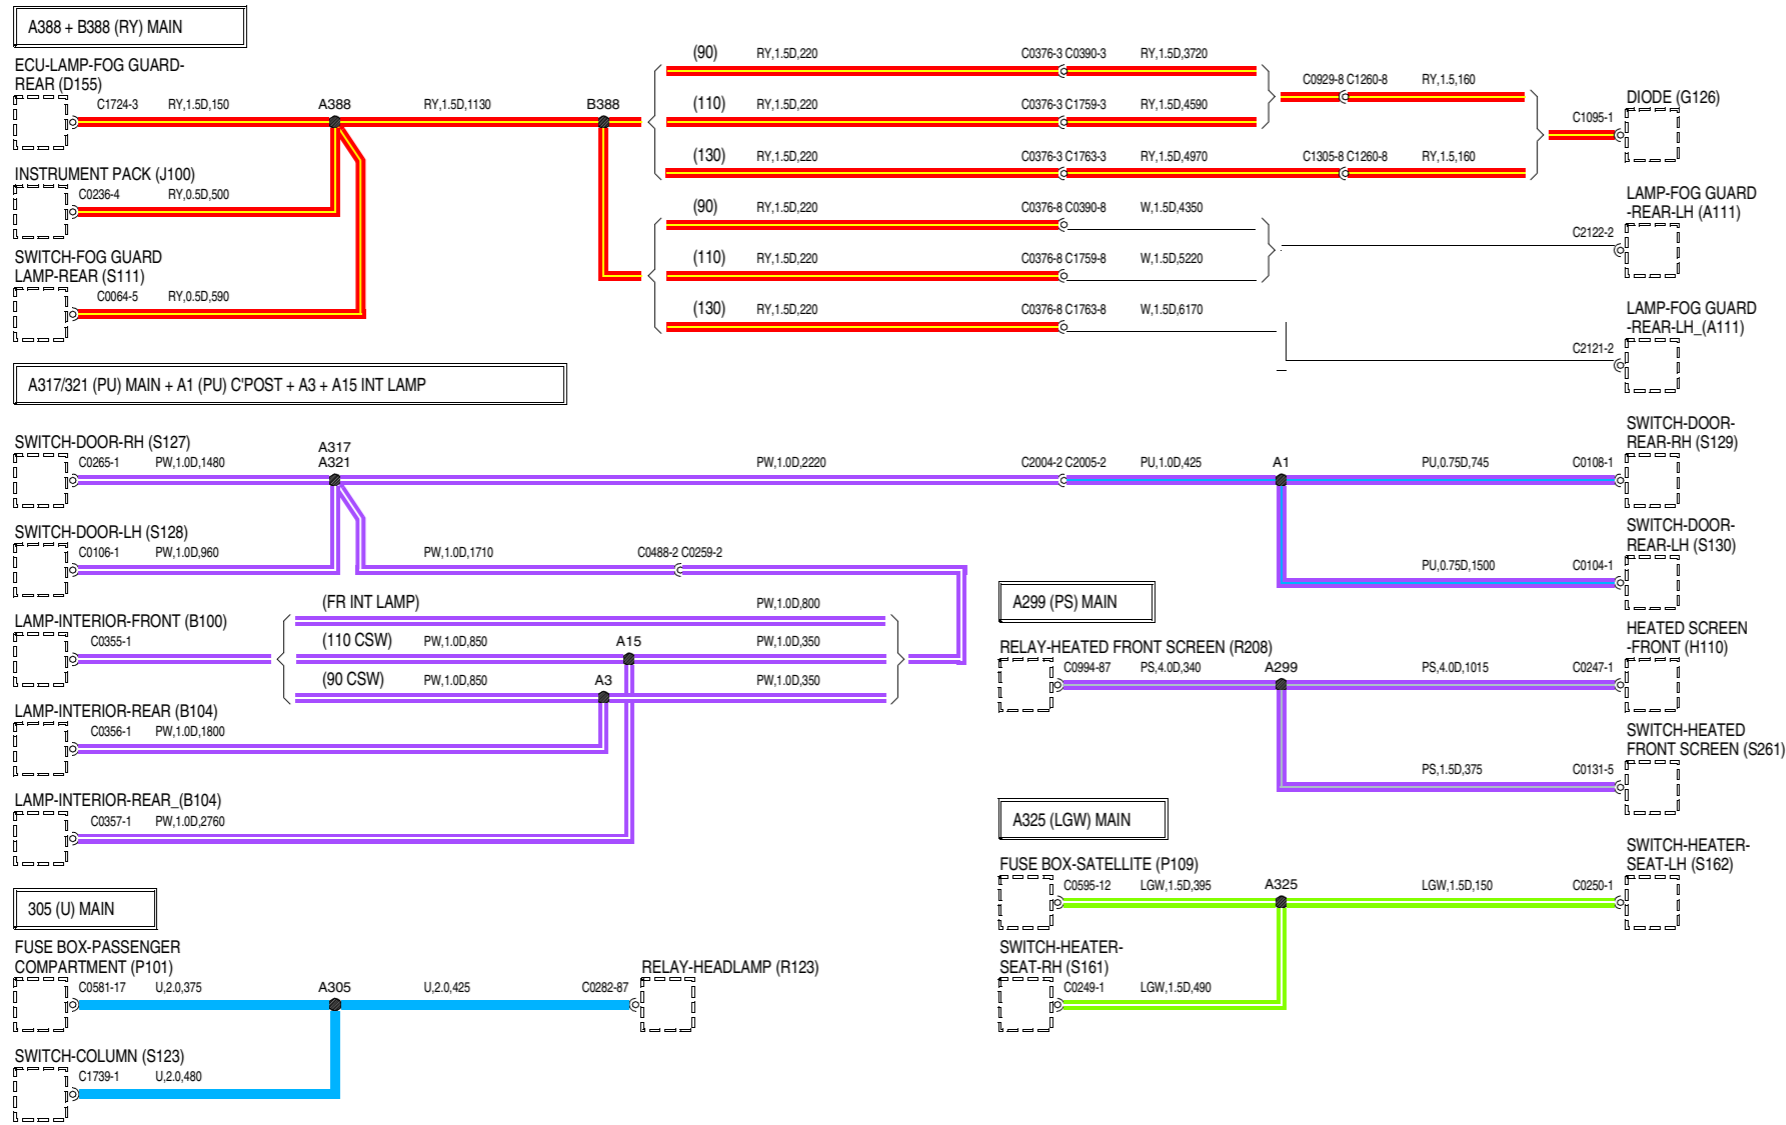 A388 + B388 (RY) MAIN
ECU-LAMP-FOG GUARD-
REAR (D155)
C1724-3 RY,1.5D,150 A388 RY,1.5D,1130 B388
INSTRUMENT PACK (J100)
C0236-4 RY,0.5D,500
SWITCH-FOG GUARD
LAMP-REAR (S111)
C0064-5 RY,0.5D,590
(90) RY,1.5D,220 C0376-3 C0390-3 RY,1.5D,3720
C0929-8 C1260-8 RY,1.5,160
(110) RY,1.5D,220 C0376-3 C1759-3 RY,1.5D,4590
(130) RY,1.5D,220 C0376-3 C1763-3 RY,1.5D,4970 C1305-8 C1260-8 RY,1.5,160
DIODE (G126)
C1095-1
(90) RY,1.5D,220 C0376-8 C0390-8 W,1.5D,4350
(110) RY,1.5D,220 C0376-8 C1759-8 W,1.5D,5220
(130) RY,1.5D,220 C0376-8 C1763-8 W,1.5D,6170
LAMP-FOG GUARD
-REAR-LH (A111)
C2122-2
LAMP-FOG GUARD
-REAR-LH_(A111)
C2121-2
A317/321 (PU) MAIN + A1 (PU) C'POST + A3 + A15 INT LAMP
SWITCH-DOOR-RH (S127)
A317
C0265-1 PW,1.0D,1480 A321 PW,1.0D,2220 C2004-2 C2005-2 PU,1.0D,425 A1 PU,0.75D,745 C0108-1
SWITCH-DOOR-
REAR-RH (S129)
SWITCH-DOOR-LH (S128)
C0106-1 PW,1.0D,960 PW,1.0D,1710 C0488-2 C0259-2
SWITCH-DOOR-
REAR-LH (S130)
PU,0.75D,1500 C0104-1
LAMP-INTERIOR-FRONT (B100)
C0355-1
(FR INT LAMP) PW,1.0D,800
(110 CSW) PW,1.0D,850 A15 PW,1.0D,350
(90 CSW) PW,1.0D,850 A3 PW,1.0D,350
LAMP-INTERIOR-REAR (B104)
C0356-1 PW,1.0D,1800
LAMP-INTERIOR-REAR_(B104)
C0357-1 PW,1.0D,2760
A299 (PS) MAIN
RELAY-HEATED FRONT SCREEN (R208)
C0994-87 PS,4.0D,340 A299 PS,4.0D,1015 C0247-1
HEATED SCREEN
-FRONT (H110)
SWITCH-HEATED
FRONT SCREEN (S261)
PS,1.5D,375 C0131-5
A325 (LGW) MAIN
FUSE BOX-SATELLITE (P109)
C0595-12 LGW,1.5D,395 A325 LGW,1.5D,150 C0250-1
SWITCH-HEATER-
SEAT-LH (S162)
SWITCH-HEATER-
SEAT-RH (S161)
C0249-1 LGW,1.5D,490
305 (U) MAIN
FUSE BOX-PASSENGER
COMPARTMENT (P101)
C0581-17 U,2.0,375 A305 U,2.0,425 C0282-87
RELAY-HEADLAMP (R123)
SWITCH-COLUMN (S123)
C1739-1 U,2.0,480